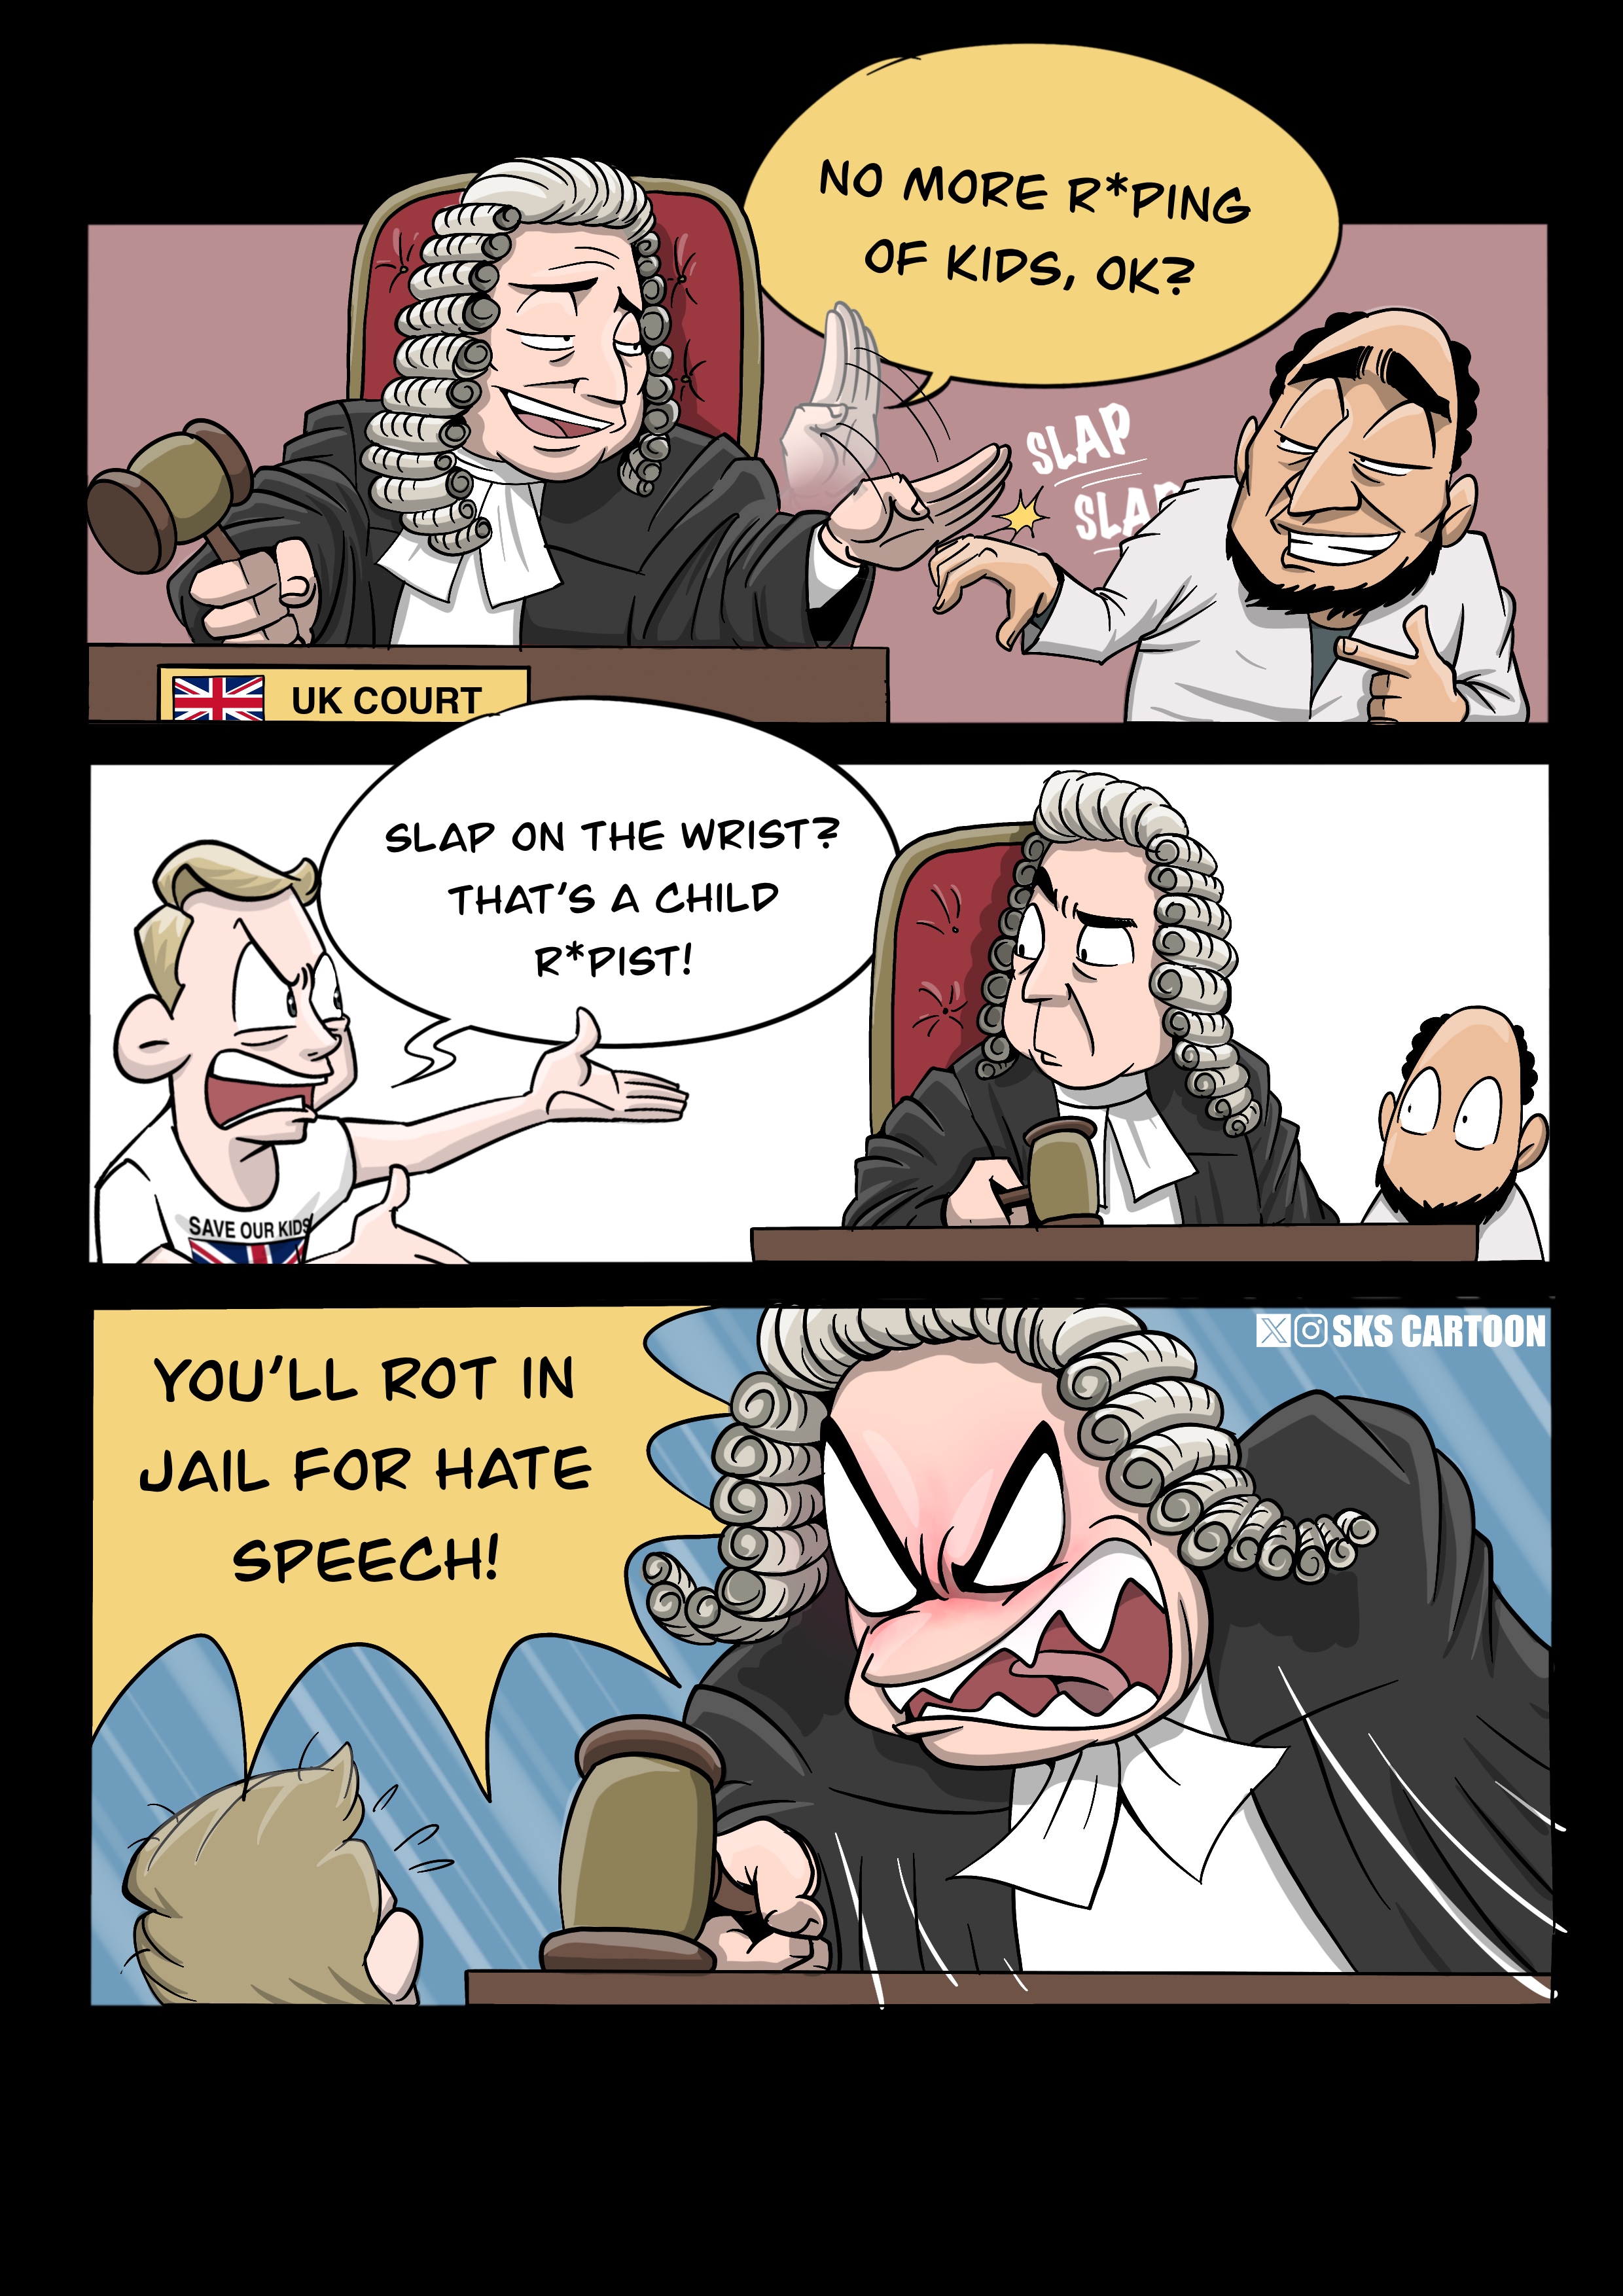 NO MORE R*PING
OF KIDS, OK?
SLAP
SLAP
UK COURT
SLAP ON THE WRIST?
THAT'S A CHILD
R*PIST!
SAVE OUR KIDS
SKS CARTOON
YOU'LL ROT IN
JAIL FOR HATE
SPEECH!